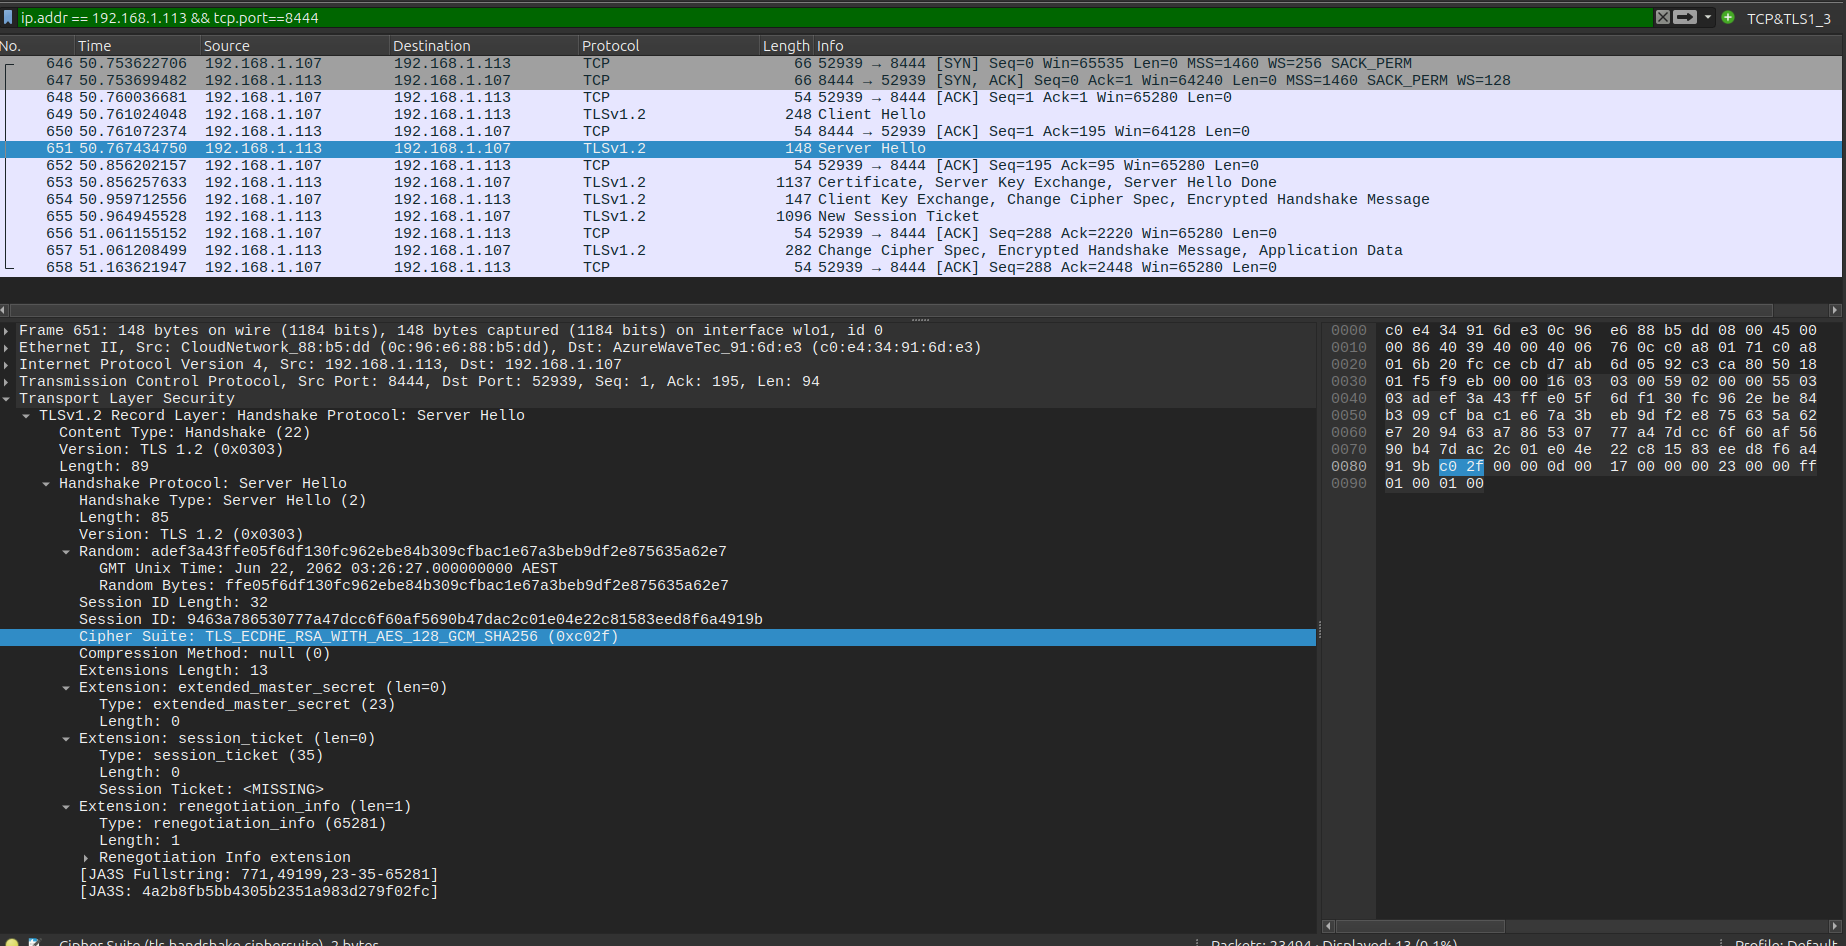 ip.addr == 192.168.1.113 && tcp.port==8444
TCP&TLS1_3
No. Time Source Destination Protocol Length Info
646 50.753622706 192.168.1.107 192.168.1.113 TCP 66 52939 → 8444 [SYN] Seq=0 Win=65535 Len=0 MSS=1460 WS=256 SACK_PERM
647 50.753699482 192.168.1.113 192.168.1.107 TCP 66 8444 → 52939 [SYN, ACK] Seq=0 Ack=1 Win=64240 Len=0 MSS=1460 SACK_PERM WS=128
648 50.760036681 192.168.1.107 192.168.1.113 TCP 54 52939 → 8444 [ACK] Seq=1 Ack=1 Win=65280 Len=0
649 50.761024048 192.168.1.107 192.168.1.113 TLSv1.2 248 Client Hello
650 50.761072374 192.168.1.113 192.168.1.107 TCP 54 8444 → 52939 [ACK] Seq=1 Ack=195 Win=64128 Len=0
651 50.767434750 192.168.1.113 192.168.1.107 TLSv1.2 148 Server Hello
652 50.856202157 192.168.1.107 192.168.1.113 TCP 54 52939 → 8444 [ACK] Seq=195 Ack=95 Win=65280 Len=0
653 50.856257633 192.168.1.113 192.168.1.107 TLSv1.2 1137 Certificate, Server Key Exchange, Server Hello Done
654 50.959712556 192.168.1.107 192.168.1.113 TLSv1.2 147 Client Key Exchange, Change Cipher Spec, Encrypted Handshake Message
655 50.964945528 192.168.1.113 192.168.1.107 TLSv1.2 1096 New Session Ticket
656 51.061155152 192.168.1.107 192.168.1.113 TCP 54 52939 → 8444 [ACK] Seq=288 Ack=2220 Win=65280 Len=0
657 51.061208499 192.168.1.113 192.168.1.107 TLSv1.2 282 Change Cipher Spec, Encrypted Handshake Message, Application Data
658 51.163621947 192.168.1.107 192.168.1.113 TCP 54 52939 → 8444 [ACK] Seq=288 Ack=2448 Win=65280 Len=0
Frame 651: 148 bytes on wire (1184 bits), 148 bytes captured (1184 bits) on interface wlo1, id 0
Ethernet II, Src: CloudNetwork_88:b5:dd (0c:96:e6:88:b5:dd), Dst: AzureWaveTec_91:6d:e3 (c0:e4:34:91:6d:e3)
Internet Protocol Version 4, Src: 192.168.1.113, Dst: 192.168.1.107
Transmission Control Protocol, Src Port: 8444, Dst Port: 52939, Seq: 1, Ack: 195, Len: 94
Transport Layer Security
TLSv1.2 Record Layer: Handshake Protocol: Server Hello
Content Type: Handshake (22)
Version: TLS 1.2 (0x0303)
Length: 89
Handshake Protocol: Server Hello
Handshake Type: Server Hello (2)
Length: 85
Version: TLS 1.2 (0x0303)
Random: adef3a43ffe05f6df130fc962ebe84b309cfbac1e67a3beb9df2e875635a62e7
GMT Unix Time: Jun 22, 2062 03:26:27.000000000 AEST
Random Bytes: ffe05f6df130fc962ebe84b309cfbac1e67a3beb9df2e875635a62e7
Session ID Length: 32
Session ID: 9463a786530777a47dcc6f60af5690b47dac2c01e04e22c81583eed8f6a4919b
Cipher Suite: TLS_ECDHE_RSA_WITH_AES_128_GCM_SHA256 (0xc02f)
Compression Method: null (0)
Extensions Length: 13
Extension: extended_master_secret (len=0)
Type: extended_master_secret (23)
Length: 0
Extension: session_ticket (len=0)
Type: session_ticket (35)
Length: 0
Session Ticket: <MISSING>
Extension: renegotiation_info (len=1)
Type: renegotiation_info (65281)
Length: 1
Renegotiation Info extension
[JA3S Fullstring: 771,49199,23-35-65281]
[JA3S: 4a2b8fb5bb4305b2351a983d279f02fc]
0000 c0 e4 34 91 6d e3 0c 96 e6 88 b5 dd 08 00 45 00
0010 00 86 40 39 40 00 40 06 76 0c c0 a8 01 71 c0 a8
0020 01 6b 20 fc ce cb d7 ab 6d 05 92 c3 ca 80 50 18
0030 01 f5 f9 eb 00 00 16 03 03 00 59 02 00 00 55 03
0040 03 ad ef 3a 43 ff e0 5f 6d f1 30 fc 96 2e be 84
0050 b3 09 cf ba c1 e6 7a 3b eb 9d f2 e8 75 63 5a 62
0060 e7 20 94 63 a7 86 53 07 77 a4 7d cc 6f 60 af 56
0070 90 b4 7d ac 2c 01 e0 4e 22 c8 15 83 ee d8 f6 a4
0080 91 9b c0 2f 00 00 0d 00 17 00 00 00 23 00 00 ff
0090 01 00 01 00
Cipher Suite (tls.handshake.ciphersuite), 2 bytes
Packets: 23494 · Displayed: 13 (0.1%)
Profile: Default